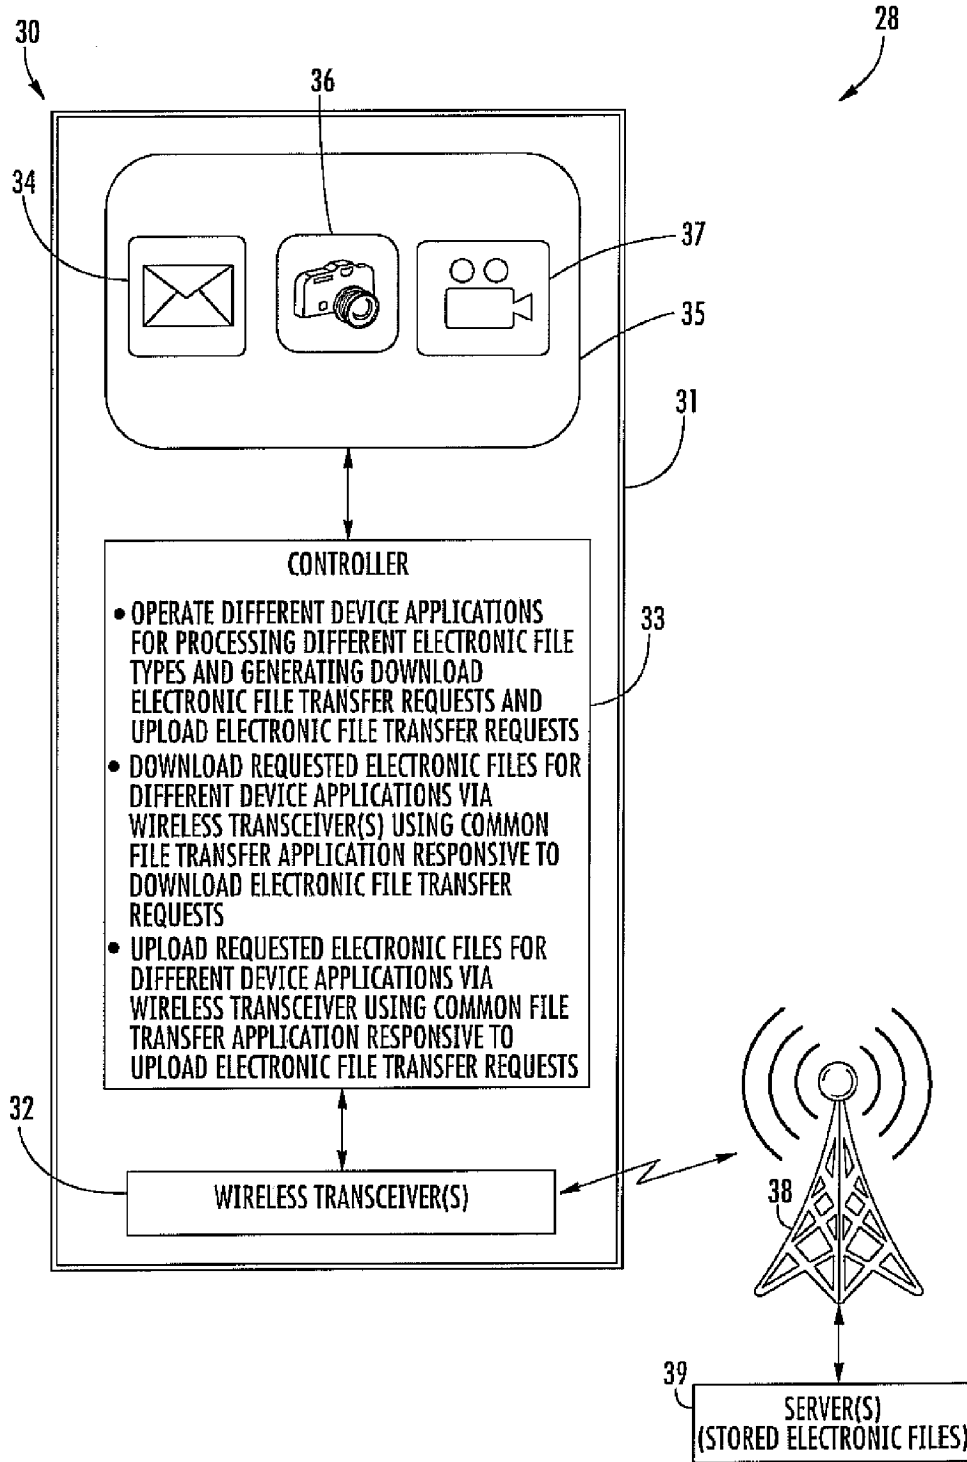 30
28
36
34
37
35
31
CONTROLLER
• OPERATE DIFFERENT DEVICE APPLICATIONS
FOR PROCESSING DIFFERENT ELECTRONIC FILE
TYPES AND GENERATING DOWNLOAD
ELECTRONIC FILE TRANSFER REQUESTS AND
UPLOAD ELECTRONIC FILE TRANSFER REQUESTS
33
• DOWNLOAD REQUESTED ELECTRONIC FILES FOR
DIFFERENT DEVICE APPLICATIONS VIA
WIRELESS TRANSCEIVER(S) USING COMMON
FILE TRANSFER APPLICATION RESPONSIVE TO
DOWNLOAD ELECTRONIC FILE TRANSFER
REQUESTS
• UPLOAD REQUESTED ELECTRONIC FILES FOR
DIFFERENT DEVICE APPLICATIONS VIA
WIRELESS TRANSCEIVER USING COMMON FILE
TRANSFER APPLICATION RESPONSIVE TO
UPLOAD ELECTRONIC FILE TRANSFER REQUESTS
32
WIRELESS TRANSCEIVER(S)
38
39
SERVER(S)
(STORED ELECTRONIC FILES)